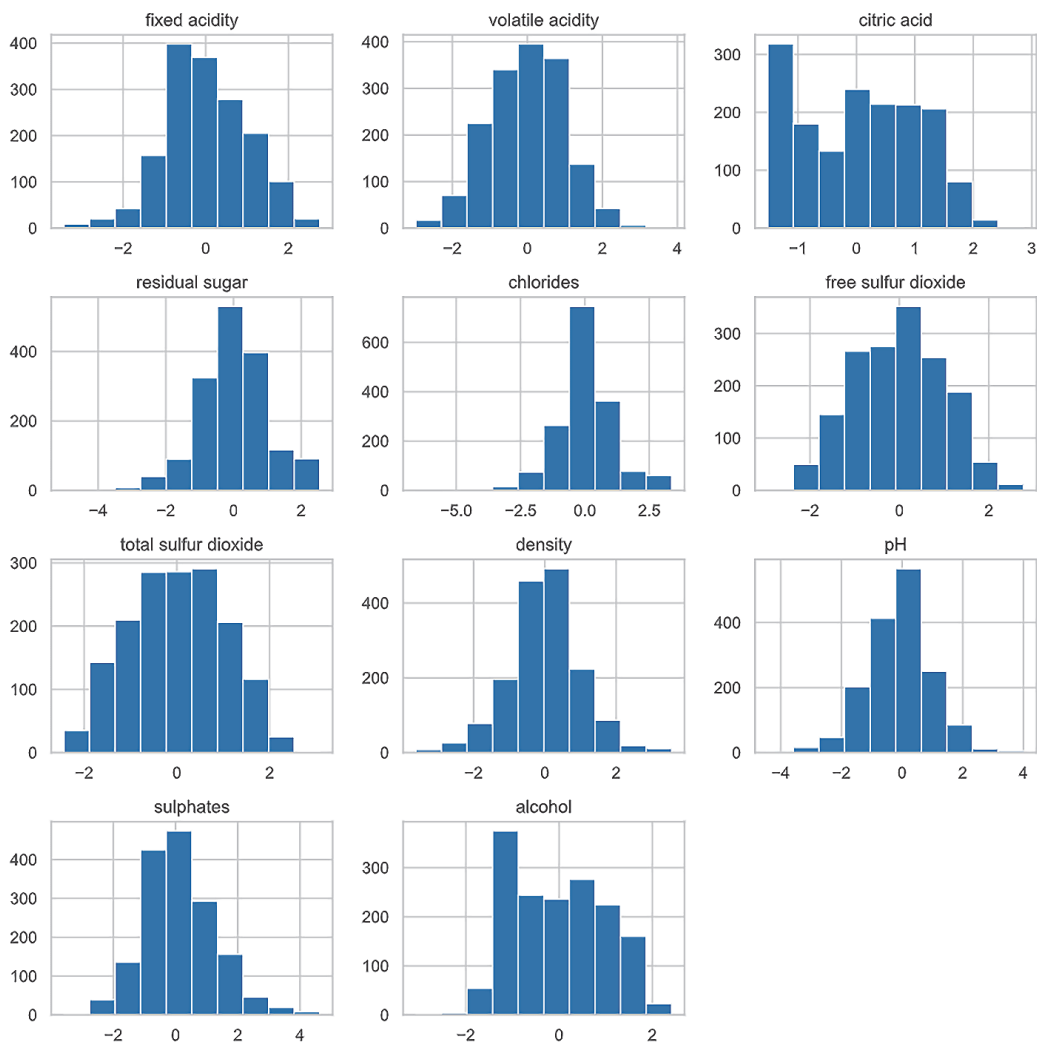 fixed acidity
400
300
200
100
0
−2 0 2
volatile acidity
400
300
200
100
0
−2 0 2 4
citric acid
300
200
100
0
−1 0 1 2 3
residual sugar
400
200
0
−4 −2 0 2
chlorides
600
400
200
0
−5.0 −2.5 0.0 2.5
free sulfur dioxide
300
200
100
0
−2 0 2
total sulfur dioxide
300
200
100
0
−2 0 2
density
400
200
0
−2 0 2
pH
400
200
0
−4 −2 0 2 4
sulphates
400
300
200
100
0
−2 0 2 4
alcohol
300
200
100
0
−2 0 2